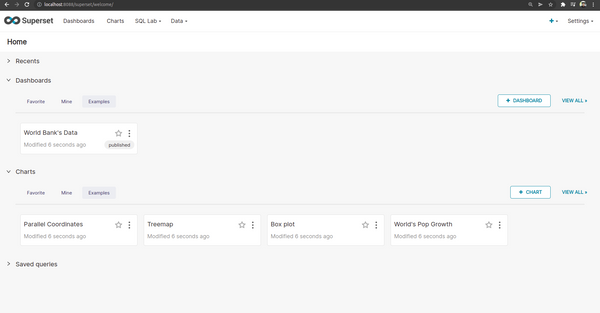 localhost:8088/superset/welcome/
Superset Dashboards Charts SQL Lab Data Settings
Home
Recents
Dashboards
Favorite Mine Examples + DASHBOARD VIEW ALL »
World Bank's Data
Modified 6 seconds ago published
Charts
Favorite Mine Examples + CHART VIEW ALL »
Parallel Coordinates Treemap Box plot World's Pop Growth
Modified 6 seconds ago Modified 6 seconds ago Modified 6 seconds ago Modified 6 seconds ago
Saved queries